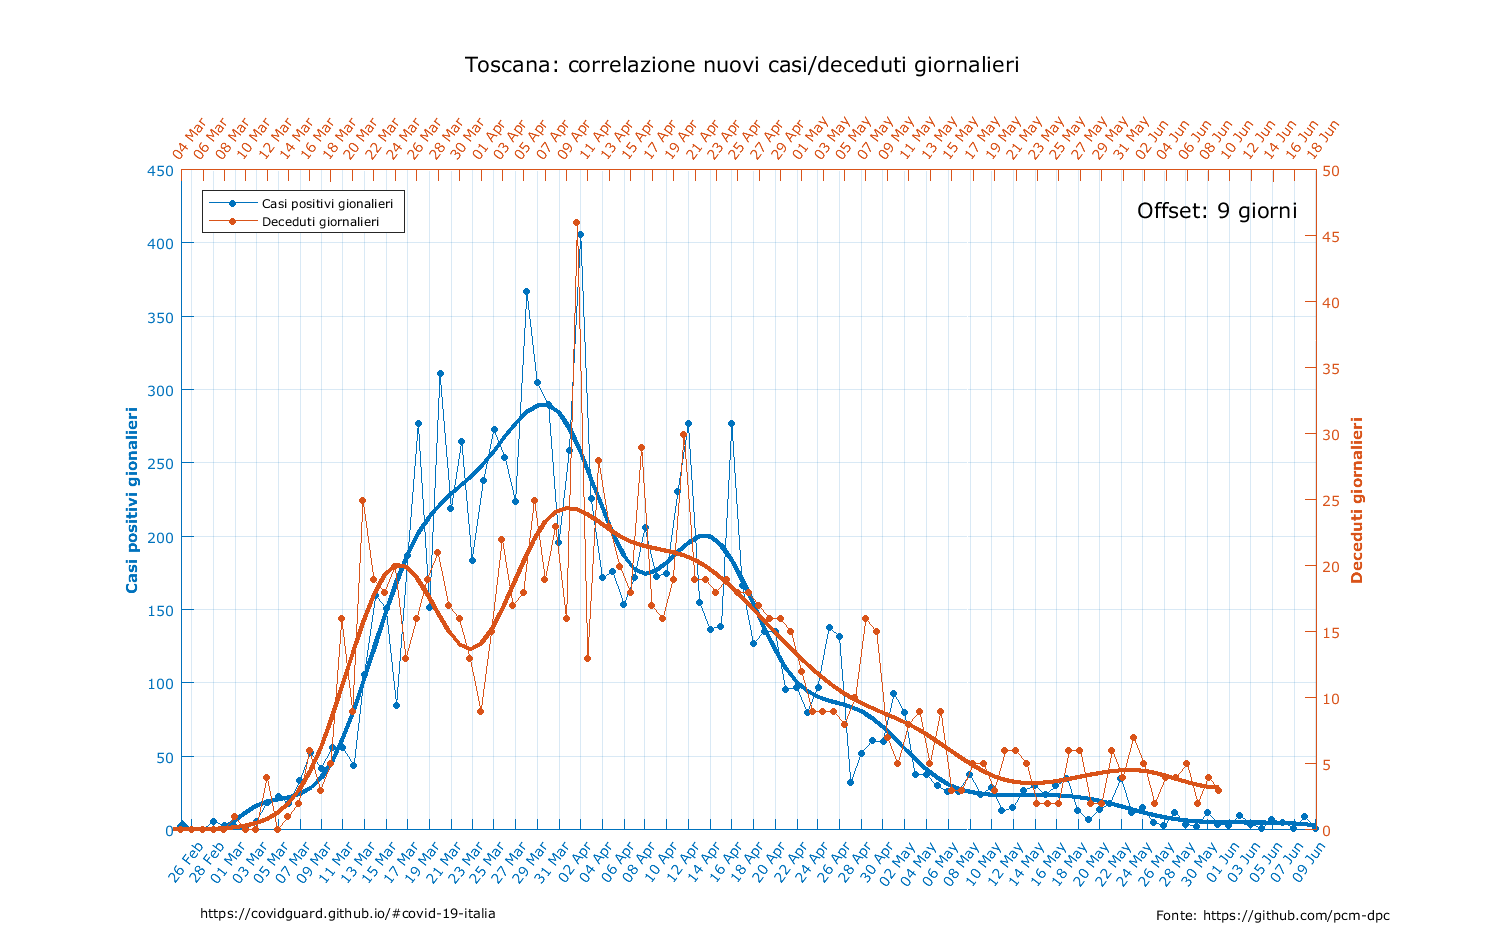 Toscana: correlazione nuovi casi/deceduti giornalieri
04 Mar
06 Mar
08 Mar
10 Mar
12 Mar
14 Mar
16 Mar
18 Mar
20 Mar
22 Mar
24 Mar
26 Mar
28 Mar
30 Mar
01 Apr
03 Apr
05 Apr
07 Apr
09 Apr
11 Apr
13 Apr
15 Apr
17 Apr
19 Apr
21 Apr
23 Apr
25 Apr
27 Apr
29 Apr
01 May
03 May
05 May
07 May
09 May
11 May
13 May
15 May
17 May
19 May
21 May
23 May
25 May
27 May
29 May
31 May
02 Jun
04 Jun
06 Jun
08 Jun
10 Jun
12 Jun
14 Jun
16 Jun
18 Jun
Casi positivi gionalieri
Deceduti giornalieri
Offset: 9 giorni
450
400
350
300
250
200
150
100
50
0
Casi positivi gionalieri
50
45
40
35
30
25
20
15
10
5
0
Deceduti giornalieri
26 Feb
28 Feb
01 Mar
03 Mar
05 Mar
07 Mar
09 Mar
11 Mar
13 Mar
15 Mar
17 Mar
19 Mar
21 Mar
23 Mar
25 Mar
27 Mar
29 Mar
31 Mar
02 Apr
04 Apr
06 Apr
08 Apr
10 Apr
12 Apr
14 Apr
16 Apr
18 Apr
20 Apr
22 Apr
24 Apr
26 Apr
28 Apr
30 Apr
02 May
04 May
06 May
08 May
10 May
12 May
14 May
16 May
18 May
20 May
22 May
24 May
26 May
28 May
30 May
01 Jun
03 Jun
05 Jun
07 Jun
09 Jun
https://covidguard.github.io/#covid-19-italia
Fonte: https://github.com/pcm-dpc